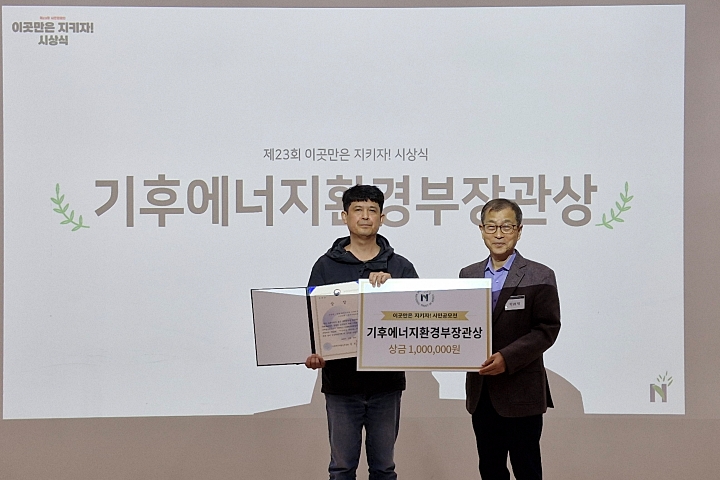 이곳만은 지키자!
시상식
제23회 이곳만은 지키자! 시상식
기후에너지환경부장관상
N
이곳만은 지키자! 시민공모전
기후에너지환경부장관상
상금 1,000,000원
N